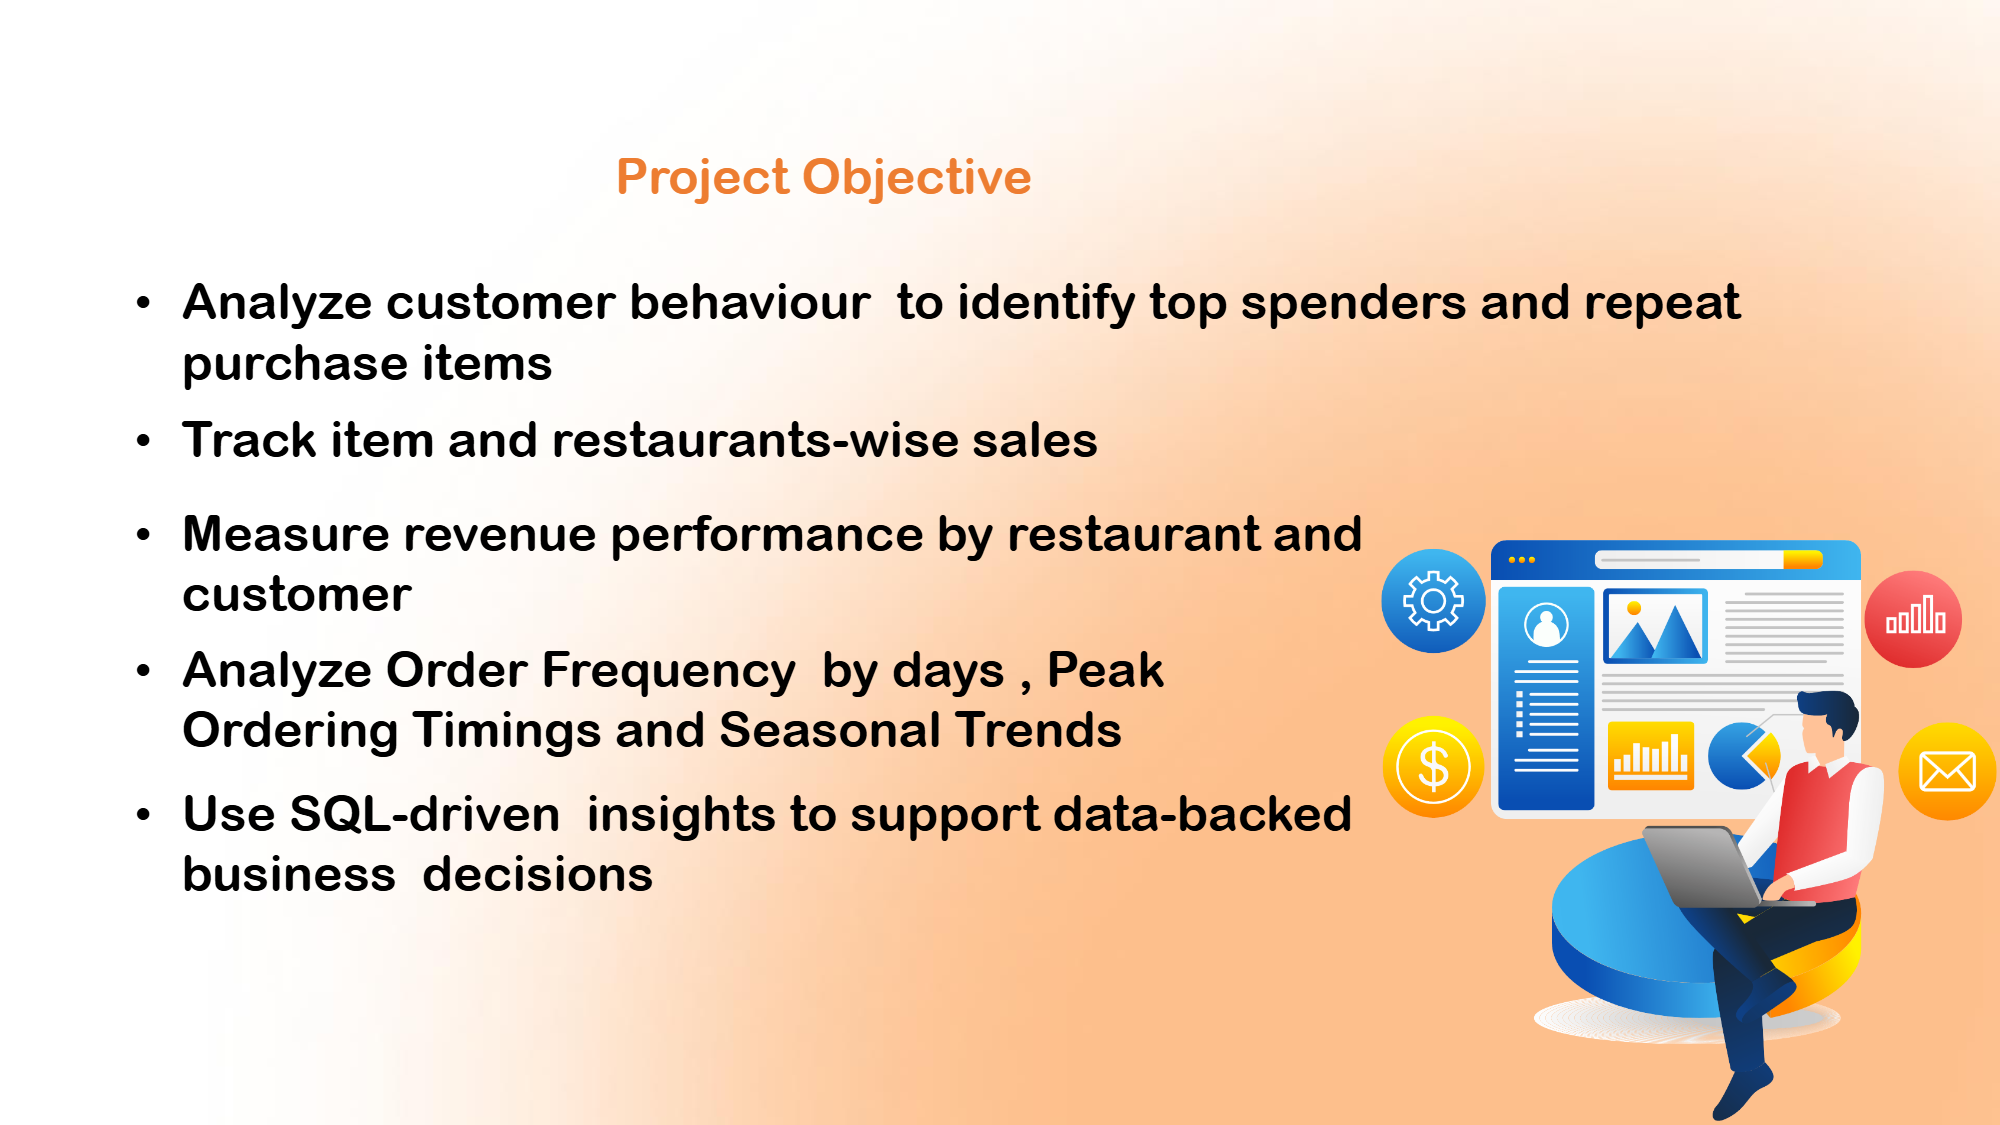 Project Objective
• Analyze customer behaviour  to identify top spenders and repeat
purchase items
• Track item and restaurants-wise sales
• Measure revenue performance by restaurant and
customer
• Analyze Order Frequency  by days , Peak
Ordering Timings and Seasonal Trends
• Use SQL-driven  insights to support data-backed
business  decisions
$